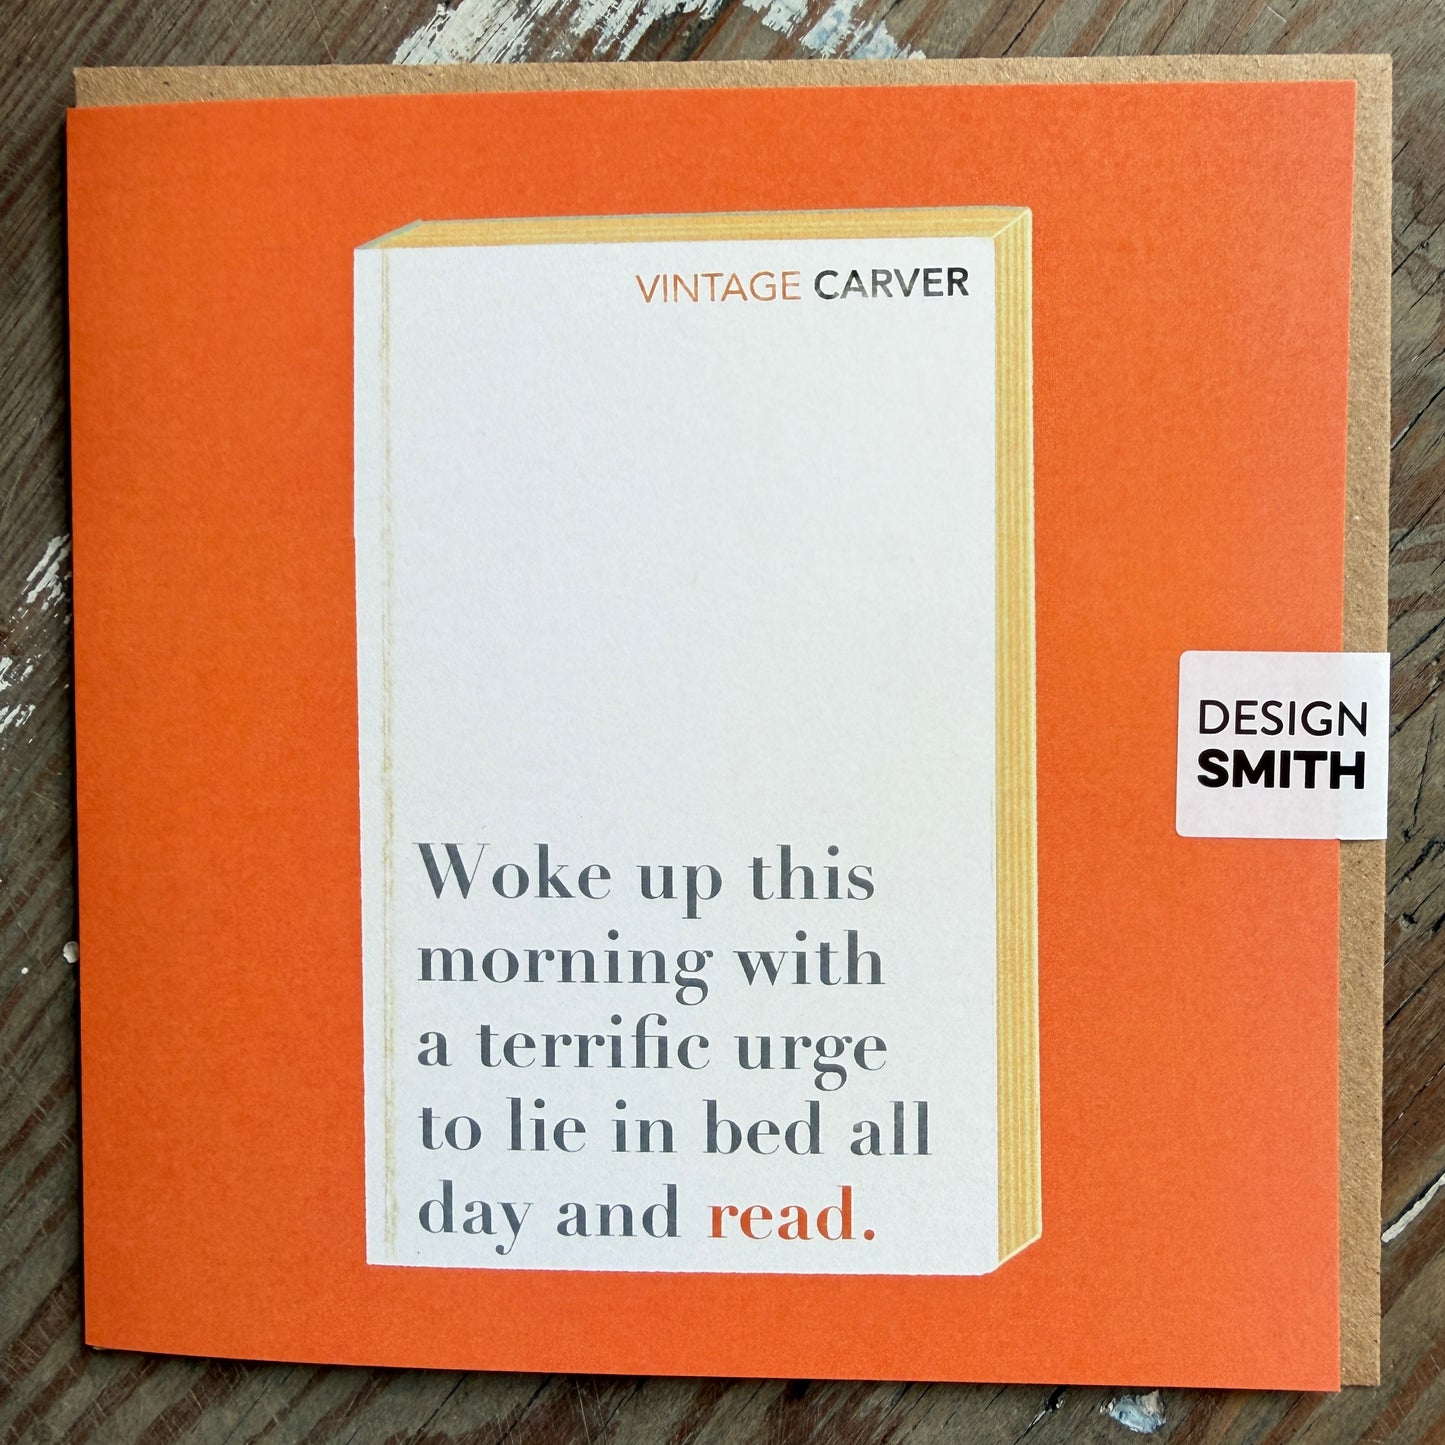 VINTAGE CARVER
Woke up this
morning with
a terrific urge
to lie in bed all
day and read.
DESIGN
SMITH